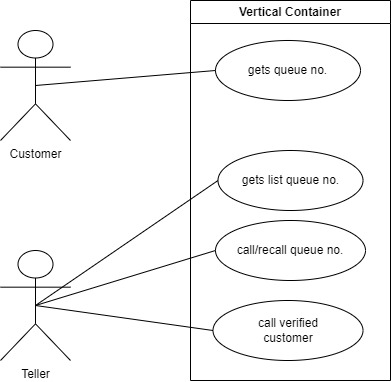 Vertical Container
gets queue no.
Customer
gets list queue no.
call/recall queue no.
call verified
customer
Teller